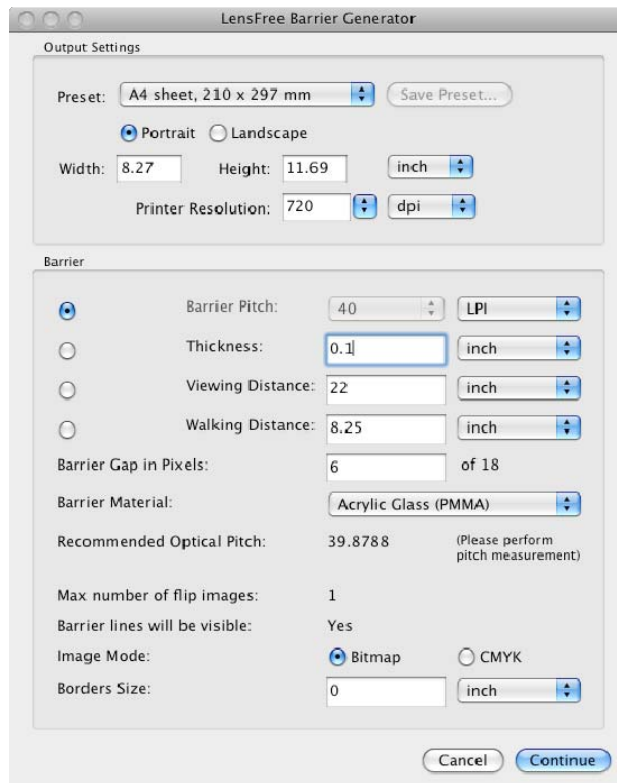 LensFree Barrier Generator
Output Settings
Preset: A4 sheet, 210 x 297 mm Save Preset...
Portrait Landscape
Width: 8.27 Height: 11.69 inch
Printer Resolution: 720 dpi
Barrier
Barrier Pitch: 40 LPI
Thickness: 0.1 inch
Viewing Distance: 22 inch
Walking Distance: 8.25 inch
Barrier Gap in Pixels: 6 of 18
Barrier Material: Acrylic Glass (PMMA)
Recommended Optical Pitch: 39.8788 (Please perform
pitch measurement)
Max number of flip images: 1
Barrier lines will be visible: Yes
Image Mode: Bitmap CMYK
Borders Size: 0 inch
Cancel Continue